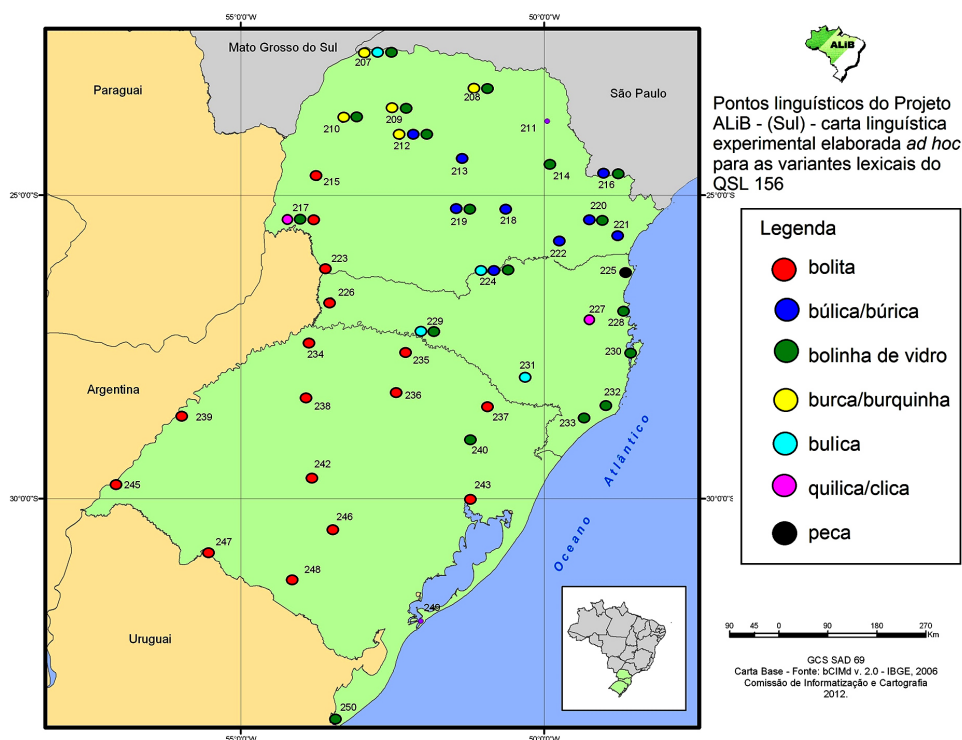 55°0'0"W
50°0'0"W
Mato Grosso do Sul
Paraguai
São Paulo
207
208
209
210
211
212
213
214
215
216
25°0'0"S
25°0'0"S
217
218
219
220
221
222
223
224
225
226
227
228
229
230
231
232
233
234
235
236
237
238
239
240
242
243
245
246
247
248
249
250
Argentina
Uruguai
Oceano Atlântico
30°0'0"S
30°0'0"S
55°0'0"W
50°0'0"W
ALiB
Pontos linguísticos do Projeto
ALiB - (Sul) - carta linguística
experimental elaborada ad hoc
para as variantes lexicais do
QSL 156
Legenda
bolita
búlica/búrica
bolinha de vidro
burca/burquinha
bulica
quilica/clica
peca
90 45 0 90 180 270
Km
GCS SAD 69
Carta Base - Fonte: bCIMd v. 2.0 - IBGE, 2006
Comissão de Informatização e Cartografia
2012.